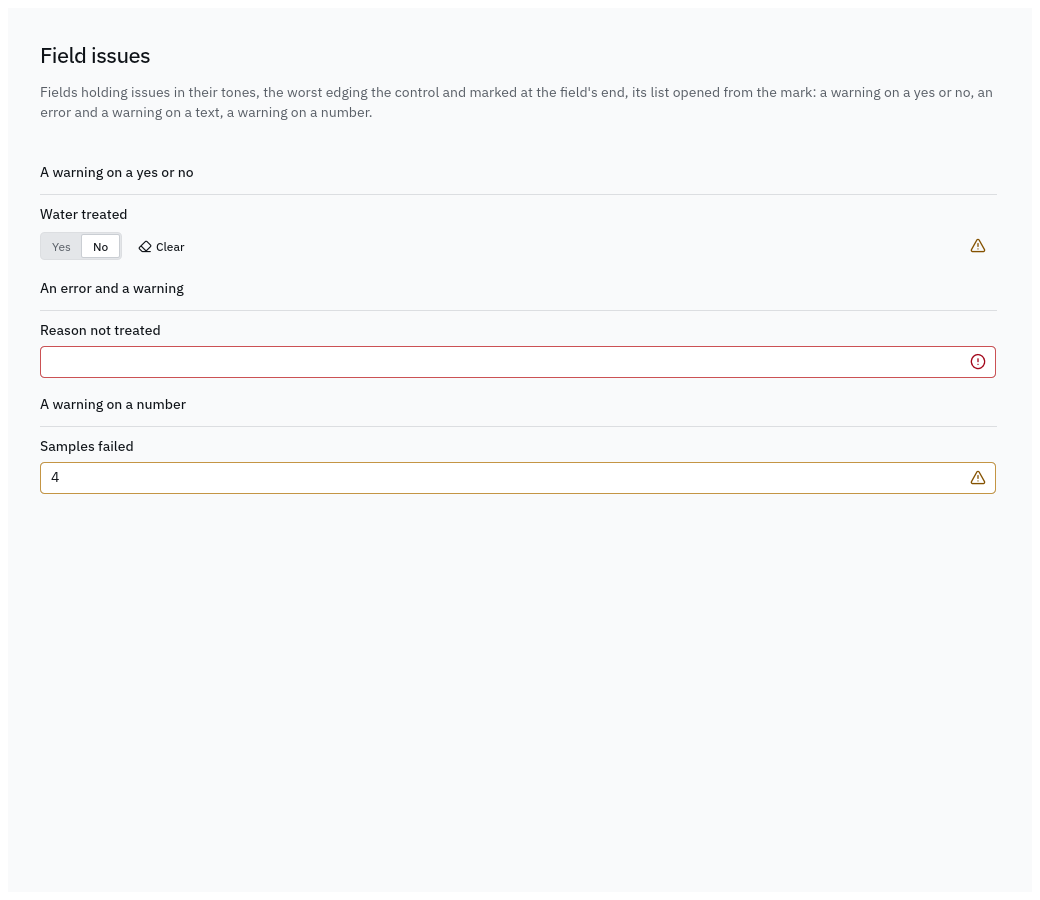 Field issues
Fields holding issues in their tones, the worst edging the control and marked at the field's end, its list opened from the mark: a warning on a yes or no, an
error and a warning on a text, a warning on a number.
A warning on a yes or no
Water treated
Yes No Clear
An error and a warning
Reason not treated
A warning on a number
Samples failed
4